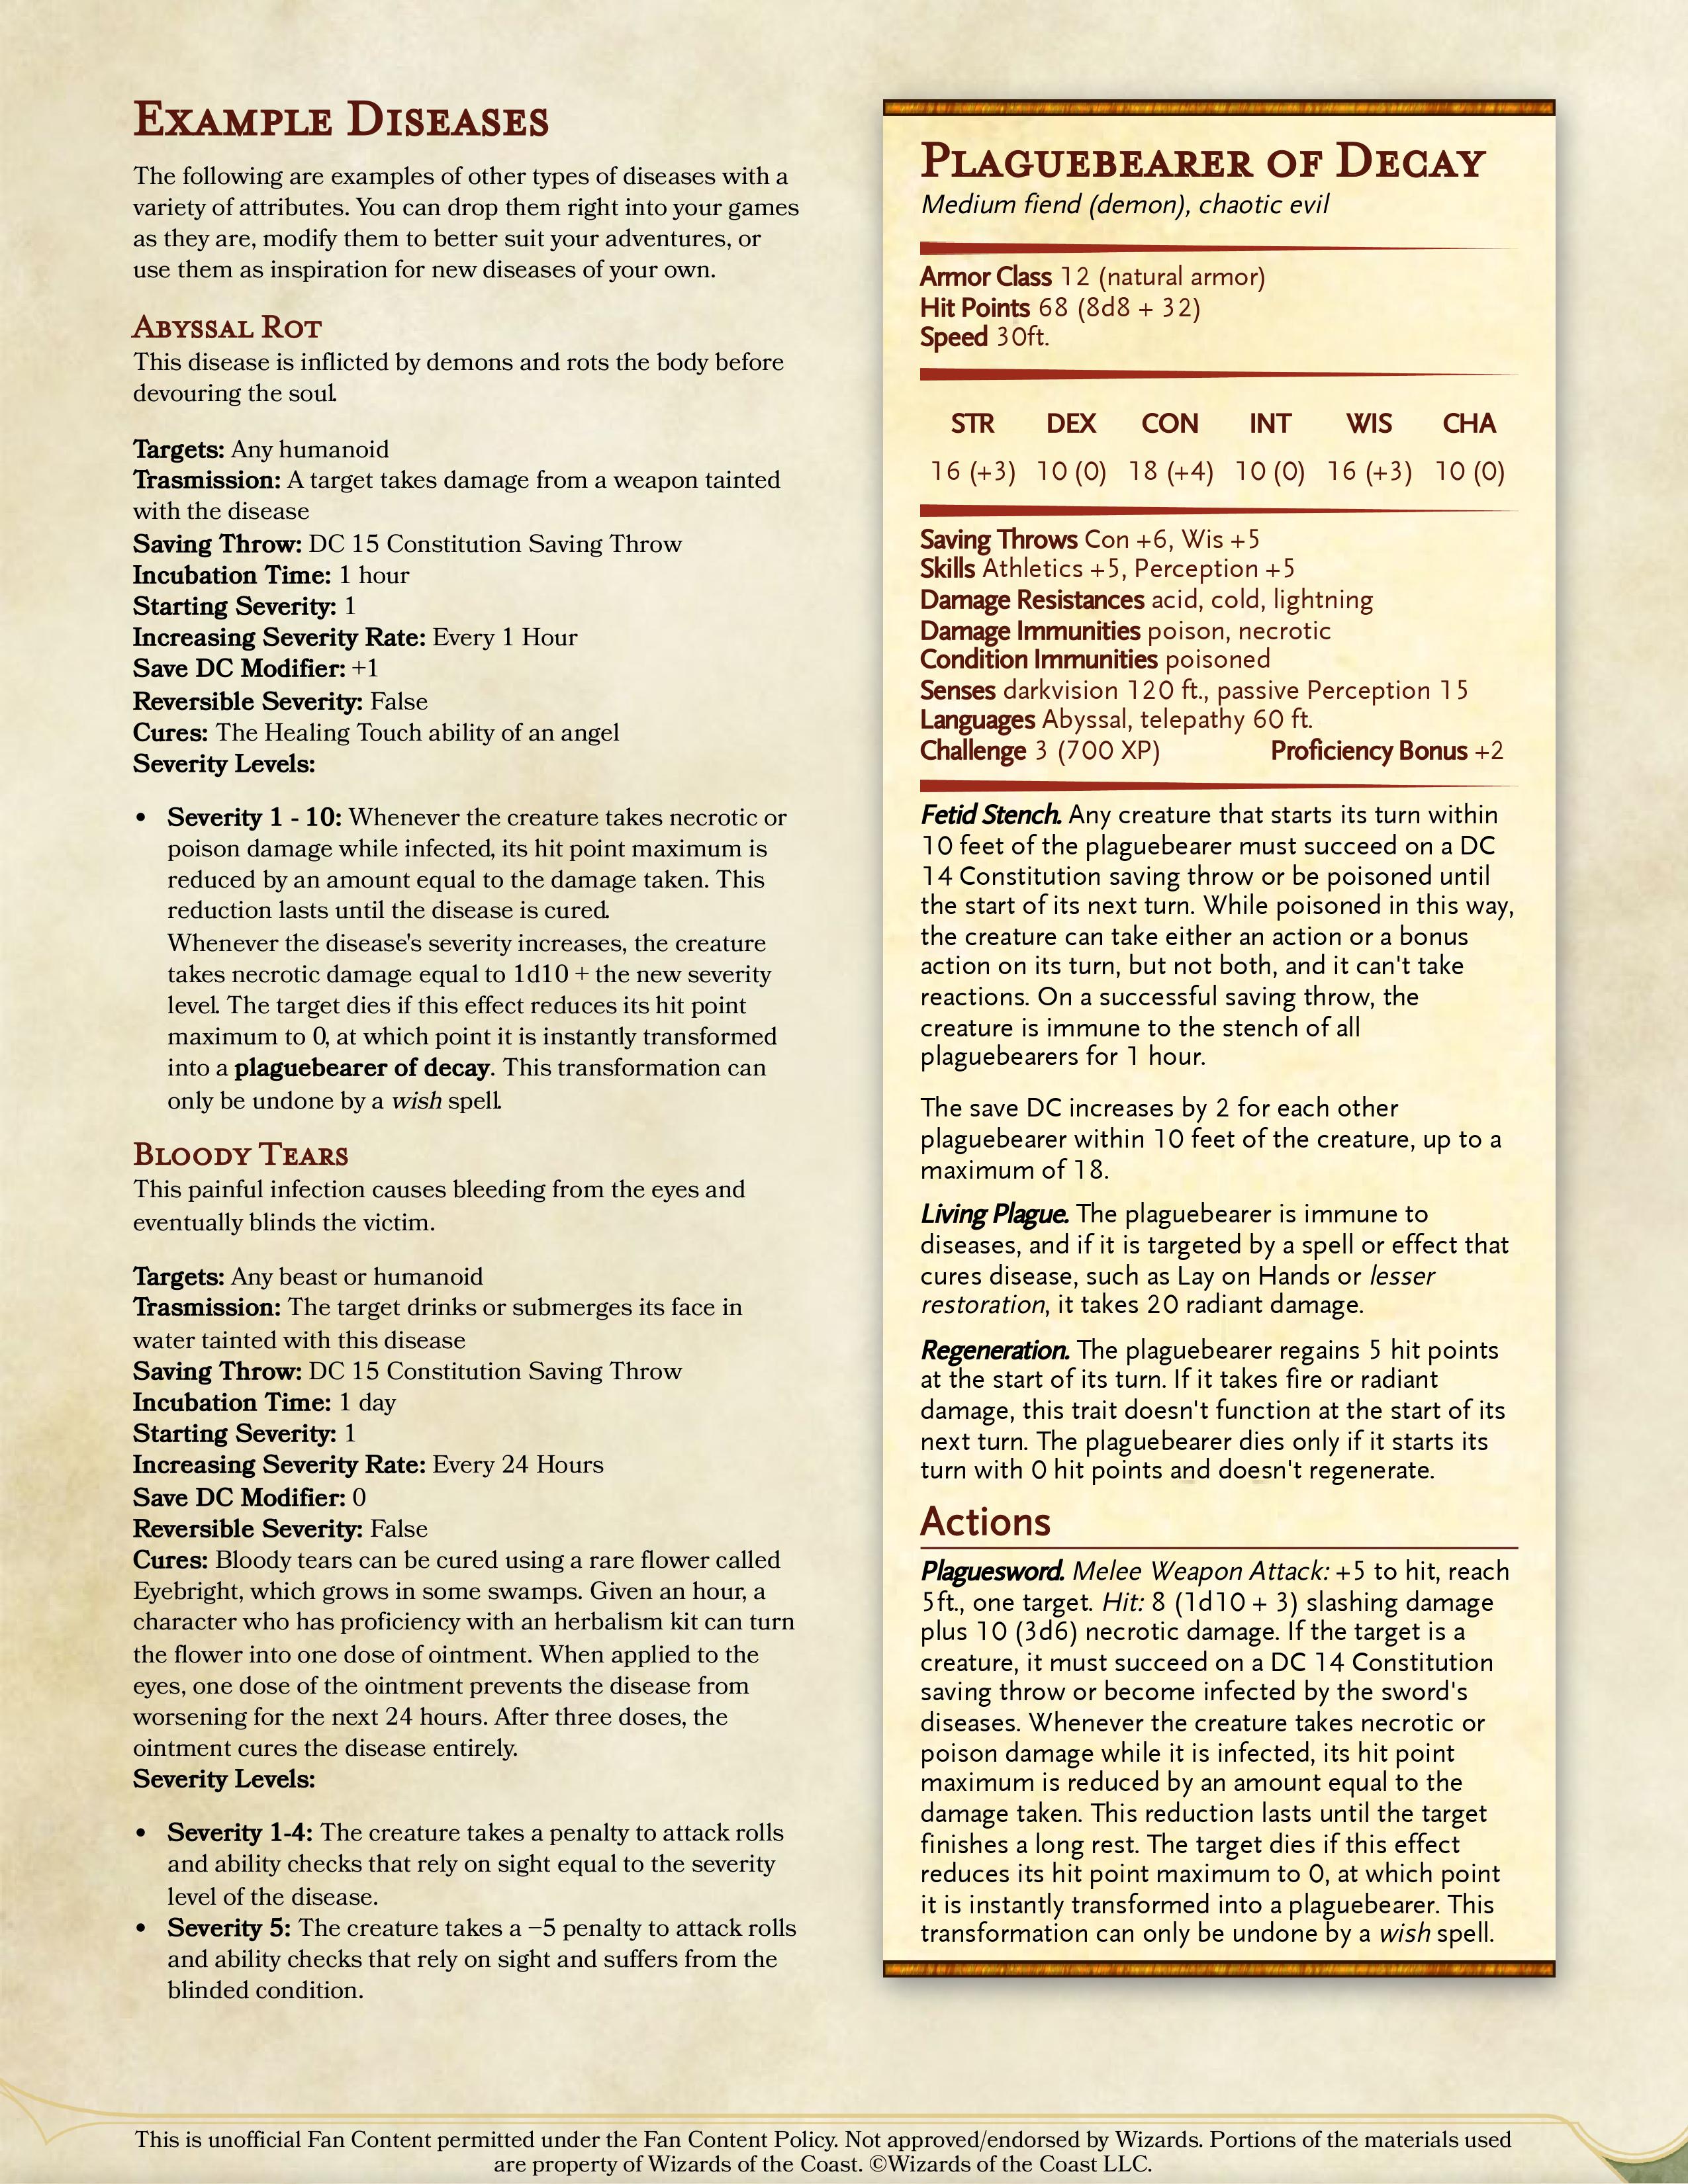 Example Diseases
The following are examples of other types of diseases with a
variety of attributes. You can drop them right into your games
as they are, modify them to better suit your adventures, or
use them as inspiration for new diseases of your own.
Abyssal Rot
This disease is inflicted by demons and rots the body before
devouring the soul.
Targets: Any humanoid
Trasmission: A target takes damage from a weapon tainted
with the disease
Saving Throw: DC 15 Constitution Saving Throw
Incubation Time: 1 hour
Starting Severity: 1
Increasing Severity Rate: Every 1 Hour
Save DC Modifier: +1
Reversible Severity: False
Cures: The Healing Touch ability of an angel
Severity Levels:
• Severity 1 - 10: Whenever the creature takes necrotic or
poison damage while infected, its hit point maximum is
reduced by an amount equal to the damage taken. This
reduction lasts until the disease is cured.
Whenever the disease's severity increases, the creature
takes necrotic damage equal to 1d10 + the new severity
level. The target dies if this effect reduces its hit point
maximum to 0, at which point it is instantly transformed
into a plaguebearer of decay. This transformation can
only be undone by a wish spell.
Bloody Tears
This painful infection causes bleeding from the eyes and
eventually blinds the victim.
Targets: Any beast or humanoid
Trasmission: The target drinks or submerges its face in
water tainted with this disease
Saving Throw: DC 15 Constitution Saving Throw
Incubation Time: 1 day
Starting Severity: 1
Increasing Severity Rate: Every 24 Hours
Save DC Modifier: 0
Reversible Severity: False
Cures: Bloody tears can be cured using a rare flower called
Eyebright, which grows in some swamps. Given an hour, a
character who has proficiency with an herbalism kit can turn
the flower into one dose of ointment. When applied to the
eyes, one dose of the ointment prevents the disease from
worsening for the next 24 hours. After three doses, the
ointment cures the disease entirely.
Severity Levels:
• Severity 1-4: The creature takes a penalty to attack rolls
and ability checks that rely on sight equal to the severity
level of the disease.
• Severity 5: The creature takes a −5 penalty to attack rolls
and ability checks that rely on sight and suffers from the
blinded condition.
Plaguebearer of Decay
Medium fiend (demon), chaotic evil
Armor Class 12 (natural armor)
Hit Points 68 (8d8 + 32)
Speed 30ft.
STR DEX CON INT WIS CHA
16 (+3) 10 (0) 18 (+4) 10 (0) 16 (+3) 10 (0)
Saving Throws Con +6, Wis +5
Skills Athletics +5, Perception +5
Damage Resistances acid, cold, lightning
Damage Immunities poison, necrotic
Condition Immunities poisoned
Senses darkvision 120 ft., passive Perception 15
Languages Abyssal, telepathy 60 ft.
Challenge 3 (700 XP) Proficiency Bonus +2
Fetid Stench. Any creature that starts its turn within
10 feet of the plaguebearer must succeed on a DC
14 Constitution saving throw or be poisoned until
the start of its next turn. While poisoned in this way,
the creature can take either an action or a bonus
action on its turn, but not both, and it can't take
reactions. On a successful saving throw, the
creature is immune to the stench of all
plaguebearers for 1 hour.
The save DC increases by 2 for each other
plaguebearer within 10 feet of the creature, up to a
maximum of 18.
Living Plague. The plaguebearer is immune to
diseases, and if it is targeted by a spell or effect that
cures disease, such as Lay on Hands or lesser
restoration, it takes 20 radiant damage.
Regeneration. The plaguebearer regains 5 hit points
at the start of its turn. If it takes fire or radiant
damage, this trait doesn't function at the start of its
next turn. The plaguebearer dies only if it starts its
turn with 0 hit points and doesn't regenerate.
Actions
Plaguesword. Melee Weapon Attack: +5 to hit, reach
5ft., one target. Hit: 8 (1d10 + 3) slashing damage
plus 10 (3d6) necrotic damage. If the target is a
creature, it must succeed on a DC 14 Constitution
saving throw or become infected by the sword's
diseases. Whenever the creature takes necrotic or
poison damage while it is infected, its hit point
maximum is reduced by an amount equal to the
damage taken. This reduction lasts until the target
finishes a long rest. The target dies if this effect
reduces its hit point maximum to 0, at which point
it is instantly transformed into a plaguebearer. This
transformation can only be undone by a wish spell.
This is unofficial Fan Content permitted under the Fan Content Policy. Not approved/endorsed by Wizards. Portions of the materials used
are property of Wizards of the Coast. ©Wizards of the Coast LLC.